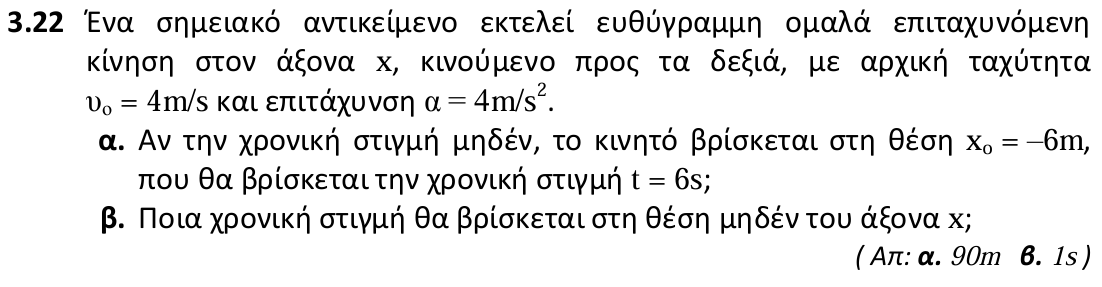 3.22 Ένα σημειακό αντικείμενο εκτελεί ευθύγραμμη ομαλά επιταχυνόμενη
κίνηση στον άξονα x, κινούμενο προς τα δεξιά, με αρχική ταχύτητα
υₒ = 4m/s και επιτάχυνση α = 4m/s².
α. Αν την χρονική στιγμή μηδέν, το κινητό βρίσκεται στη θέση xₒ = –6m,
που θα βρίσκεται την χρονική στιγμή t = 6s;
β. Ποια χρονική στιγμή θα βρίσκεται στη θέση μηδέν του άξονα x;
( Απ: α. 90m β. 1s )